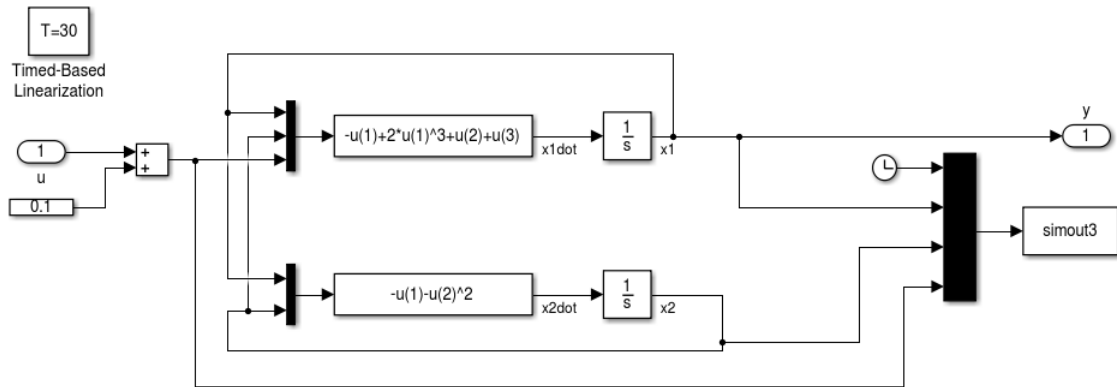 T=30
Timed-Based
Linearization
y
1
-u(1)+2*u(1)^3+u(2)+u(3)
x1dot
1
s
x1
1
u
+
+
0.1
simout3
-u(1)-u(2)^2
x2dot
1
s
x2